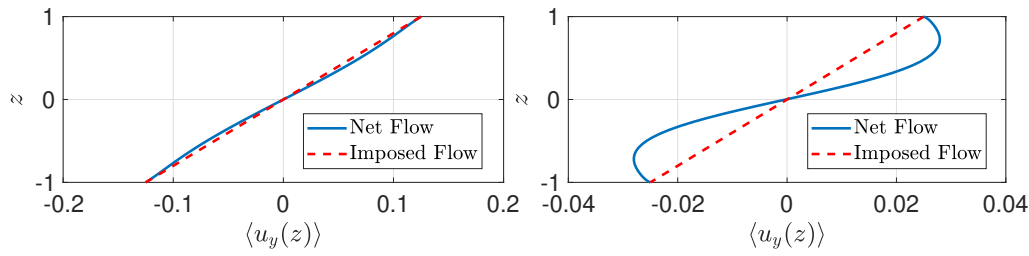 1
0
-1
z
-0.2
-0.1
0
0.1
0.2
⟨u_y(z)⟩
Net Flow
Imposed Flow
1
0
-1
z
-0.04
-0.02
0
0.02
0.04
⟨u_y(z)⟩
Net Flow
Imposed Flow